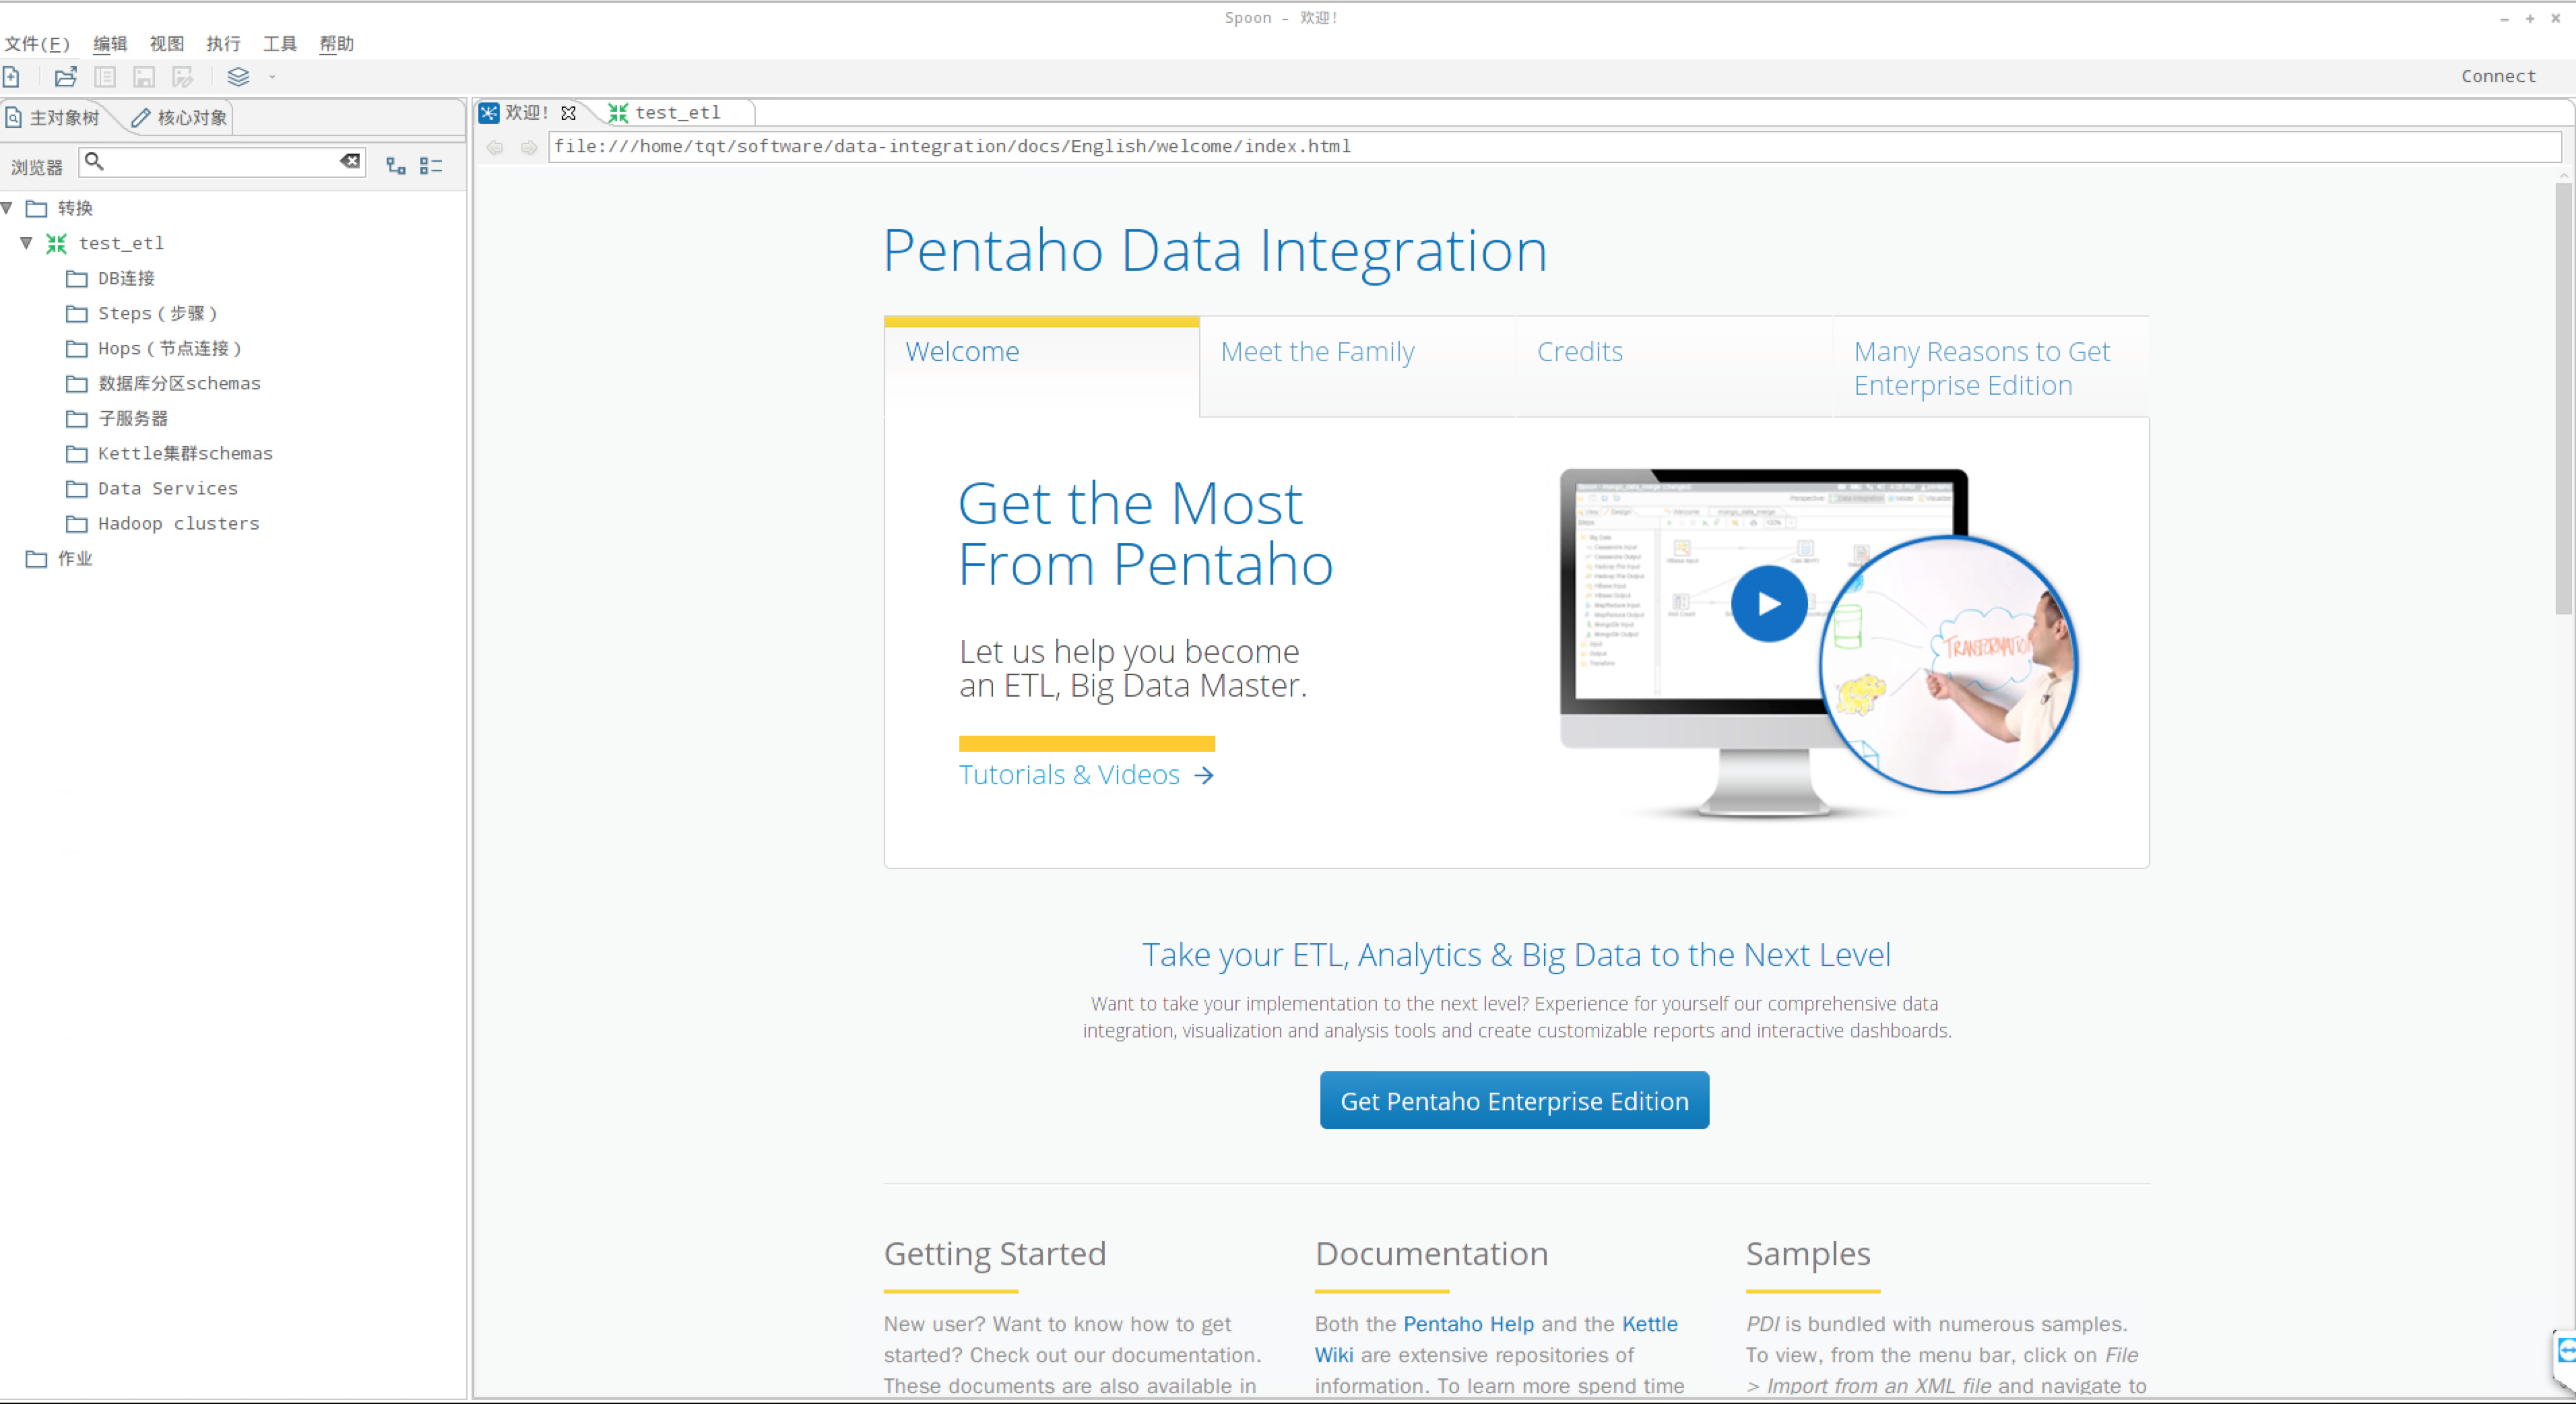 Spoon - 欢迎!
文件(F) 编辑 视图 执行 工具 帮助
Connect
主对象树 核心对象
浏览器
转换
test_etl
DB连接
Steps(步骤)
Hops(节点连接)
数据库分区schemas
子服务器
Kettle集群schemas
Data Services
Hadoop clusters
作业
欢迎! test_etl
file:///home/tqt/software/data-integration/docs/English/welcome/index.html
Pentaho Data Integration
Welcome
Meet the Family
Credits
Many Reasons to Get
Enterprise Edition
Get the Most
From Pentaho
Let us help you become
an ETL, Big Data Master.
Tutorials & Videos →
Take your ETL, Analytics & Big Data to the Next Level
Want to take your implementation to the next level? Experience for yourself our comprehensive data
integration, visualization and analysis tools and create customizable reports and interactive dashboards.
Get Pentaho Enterprise Edition
Getting Started
New user? Want to know how to get
started? Check out our documentation.
These documents are also available in
Documentation
Both the Pentaho Help and the Kettle
Wiki are extensive repositories of
information. To learn more spend time
Samples
PDI is bundled with numerous samples.
To view, from the menu bar, click on File
> Import from an XML file and navigate to